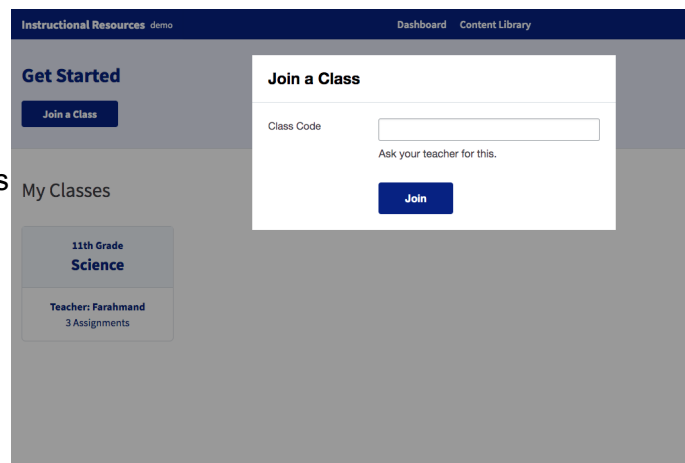 Instructional Resources demo
Dashboard Content Library
Get Started
Join a Class
Join a Class
Class Code
Ask your teacher for this.
Join
s
My Classes
11th Grade
Science
Teacher: Farahmand
3 Assignments